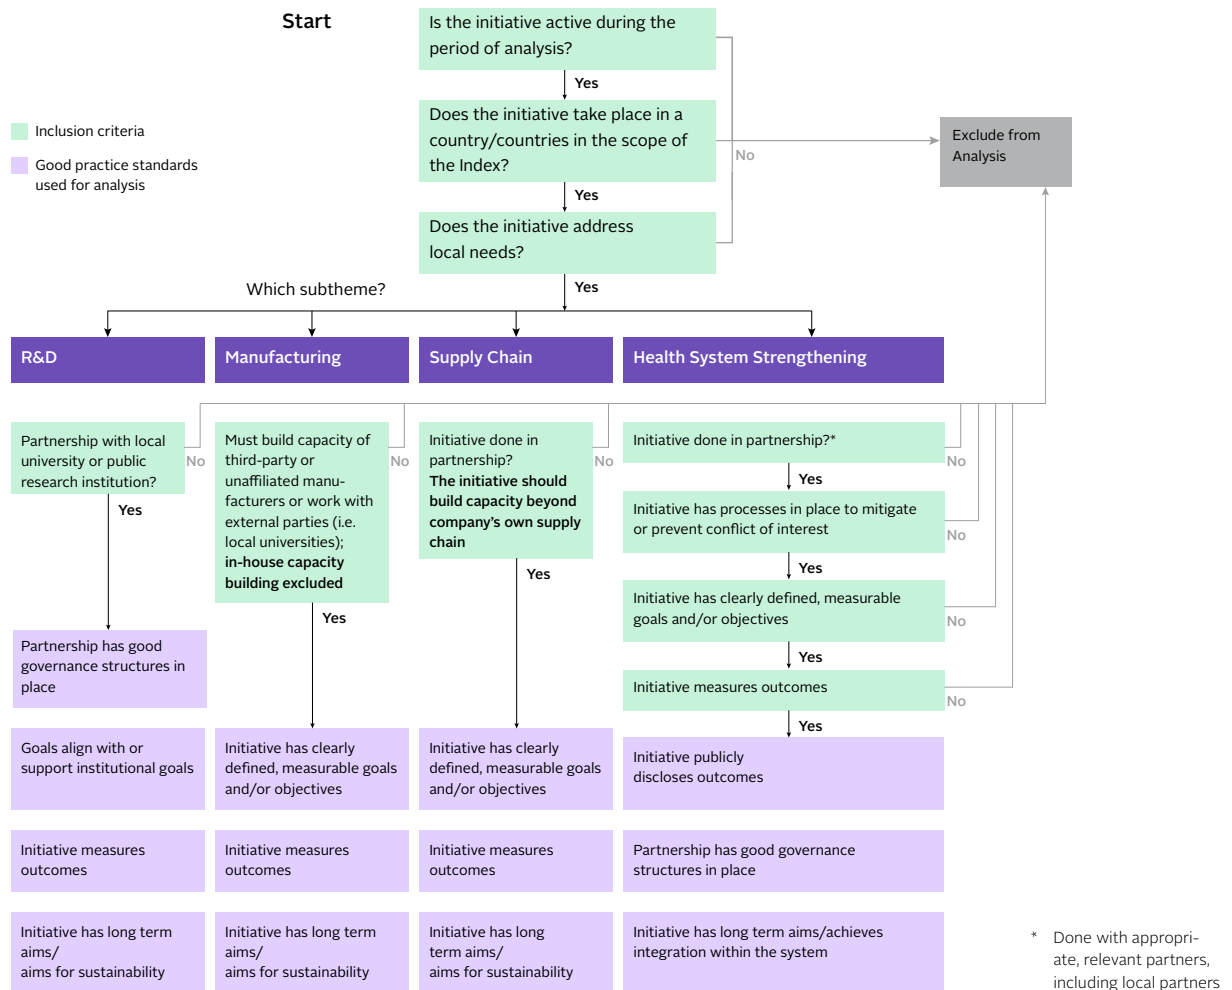 Start
Is the initiative active during the
period of analysis?
Yes
Inclusion criteria
Good practice standards
used for analysis
Does the initiative take place in a
country/countries in the scope of
the Index?
No
Exclude from
Analysis
Yes
Does the initiative address
local needs?
Yes
Which subtheme?
R&D
Manufacturing
Supply Chain
Health System Strengthening
Partnership with local
university or public
research institution?
No
Yes
Partnership has good
governance structures in
place
Goals align with or
support institutional goals
Initiative measures
outcomes
Initiative has long term
aims/
aims for sustainability
Must build capacity of
third-party or
unaffiliated manu-
facturers or work with
external parties (i.e.
local universities);
in-house capacity
building excluded
No
Yes
Initiative has clearly
defined, measurable goals
and/or objectives
Initiative measures
outcomes
Initiative has long term
aims/
aims for sustainability
Initiative done in
partnership?
The initiative should
build capacity beyond
company's own supply
chain
No
Yes
Initiative has clearly
defined, measurable goals
and/or objectives
Initiative measures
outcomes
Initiative has long
term aims/
aims for sustainability
Initiative done in partnership?*
No
Yes
Initiative has processes in place to mitigate
or prevent conflict of interest
No
Yes
Initiative has clearly defined, measurable
goals and/or objectives
No
Yes
Initiative measures outcomes
No
Yes
Initiative publicly
discloses outcomes
Partnership has good governance
structures in place
Initiative has long term aims/achieves
integration within the system
* Done with appropri-
ate, relevant partners,
including local partners